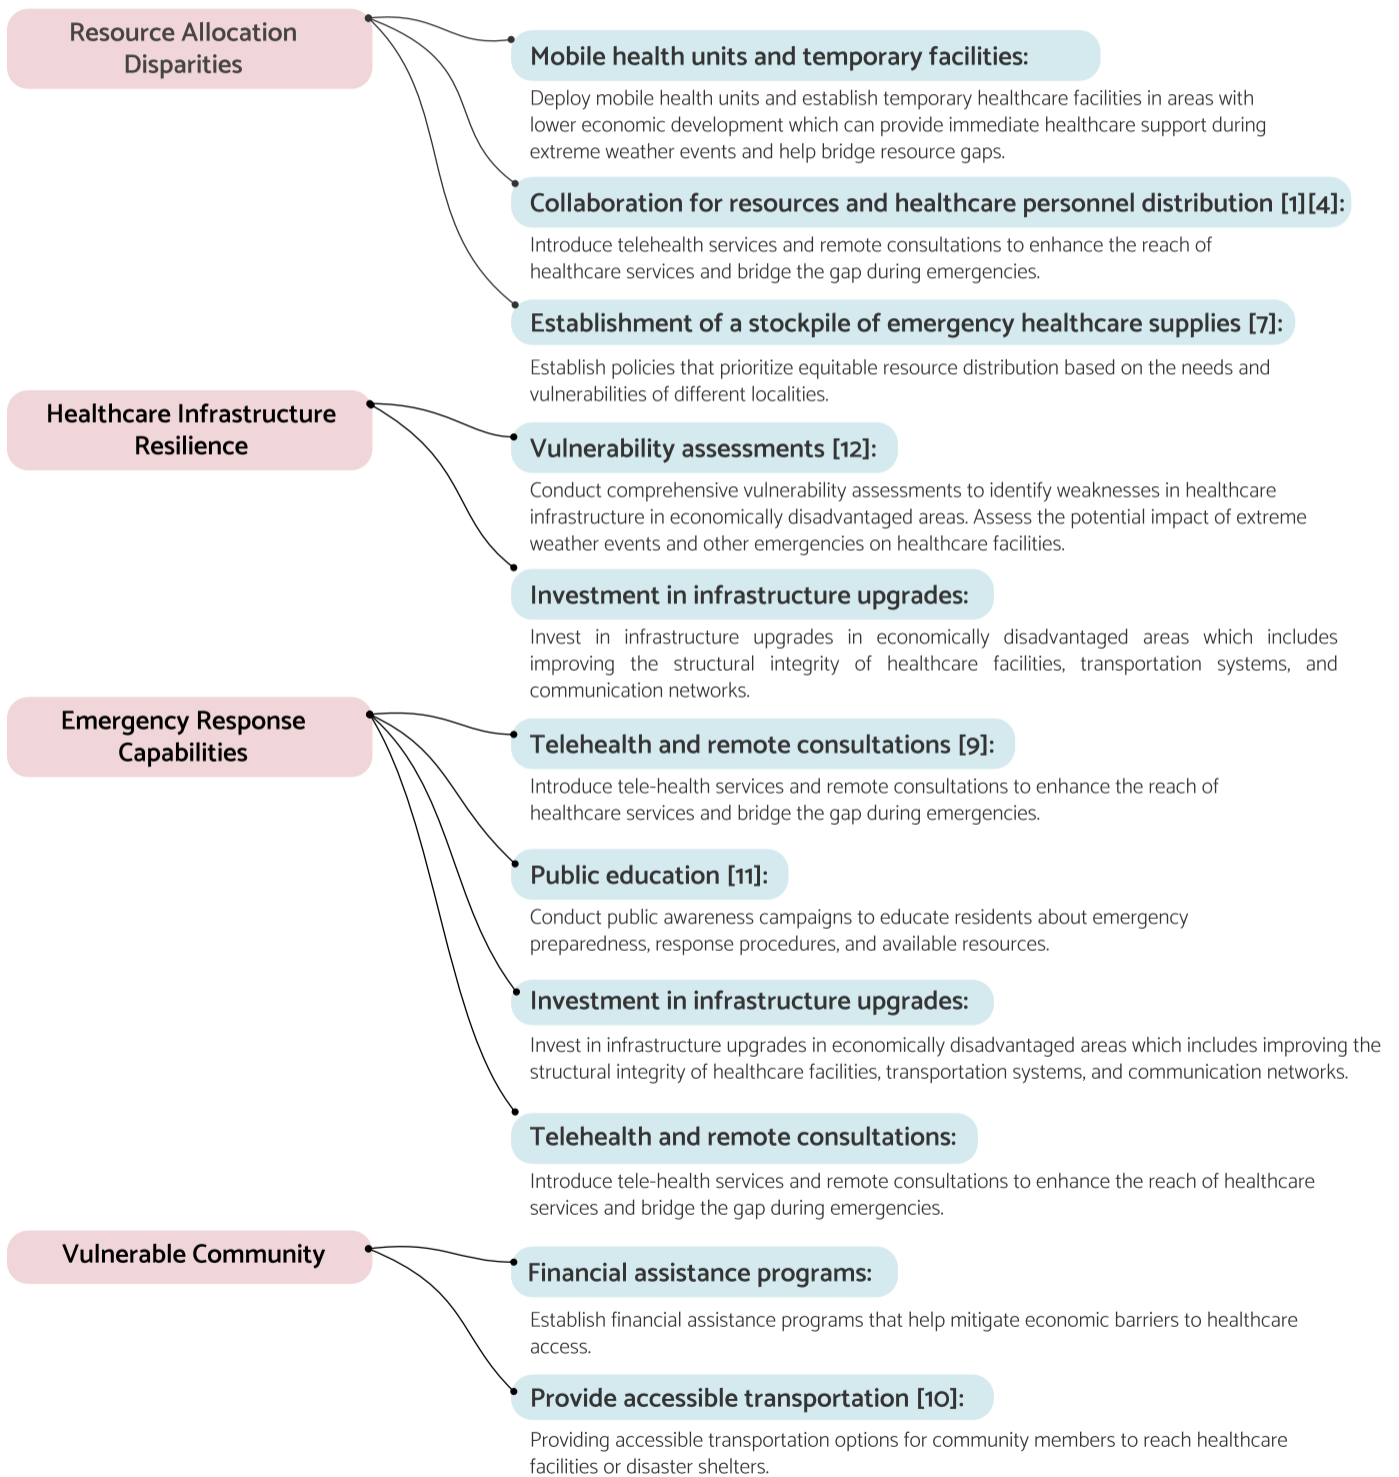 Resource Allocation
Disparities
Mobile health units and temporary facilities:
Deploy mobile health units and establish temporary healthcare facilities in areas with
lower economic development which can provide immediate healthcare support during
extreme weather events and help bridge resource gaps.
Collaboration for resources and healthcare personnel distribution [1][4]:
Introduce telehealth services and remote consultations to enhance the reach of
healthcare services and bridge the gap during emergencies.
Establishment of a stockpile of emergency healthcare supplies [7]:
Establish policies that prioritize equitable resource distribution based on the needs and
vulnerabilities of different localities.
Healthcare Infrastructure
Resilience
Vulnerability assessments [12]:
Conduct comprehensive vulnerability assessments to identify weaknesses in healthcare
infrastructure in economically disadvantaged areas. Assess the potential impact of extreme
weather events and other emergencies on healthcare facilities.
Investment in infrastructure upgrades:
Invest in infrastructure upgrades in economically disadvantaged areas which includes
improving the structural integrity of healthcare facilities, transportation systems, and
communication networks.
Emergency Response
Capabilities
Telehealth and remote consultations [9]:
Introduce tele-health services and remote consultations to enhance the reach of
healthcare services and bridge the gap during emergencies.
Public education [11]:
Conduct public awareness campaigns to educate residents about emergency
preparedness, response procedures, and available resources.
Investment in infrastructure upgrades:
Invest in infrastructure upgrades in economically disadvantaged areas which includes improving the
structural integrity of healthcare facilities, transportation systems, and communication networks.
Telehealth and remote consultations:
Introduce tele-health services and remote consultations to enhance the reach of healthcare
services and bridge the gap during emergencies.
Vulnerable Community
Financial assistance programs:
Establish financial assistance programs that help mitigate economic barriers to healthcare
access.
Provide accessible transportation [10]:
Providing accessible transportation options for community members to reach healthcare
facilities or disaster shelters.